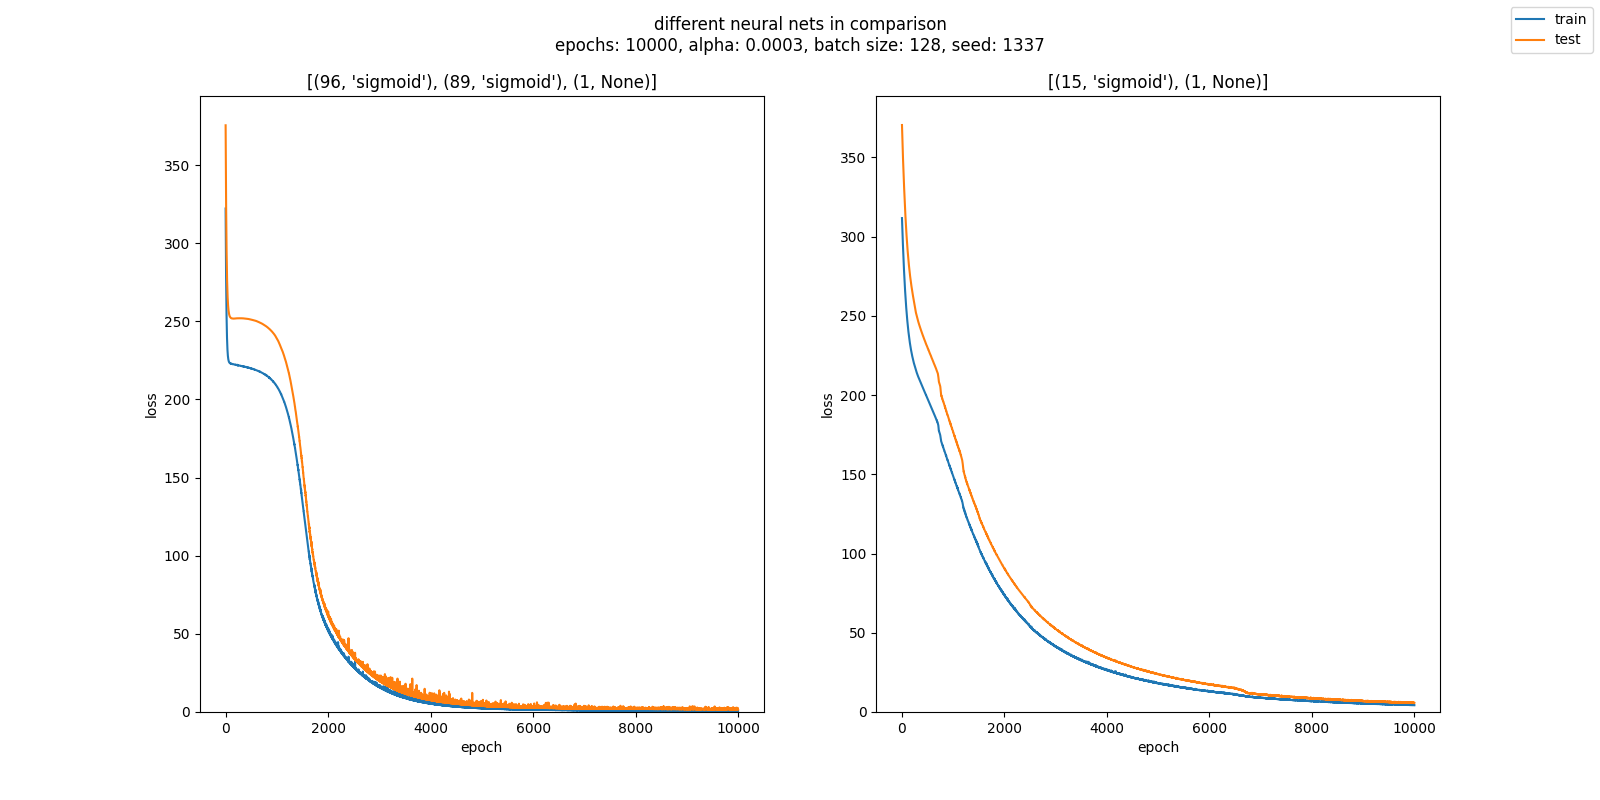 different neural nets in comparison
epochs: 10000, alpha: 0.0003, batch size: 128, seed: 1337
train
test
[(96, 'sigmoid'), (89, 'sigmoid'), (1, None)]
350
300
250
200
150
100
50
0
loss
0 2000 4000 6000 8000 10000
epoch
[(15, 'sigmoid'), (1, None)]
350
300
250
200
150
100
50
0
loss
0 2000 4000 6000 8000 10000
epoch